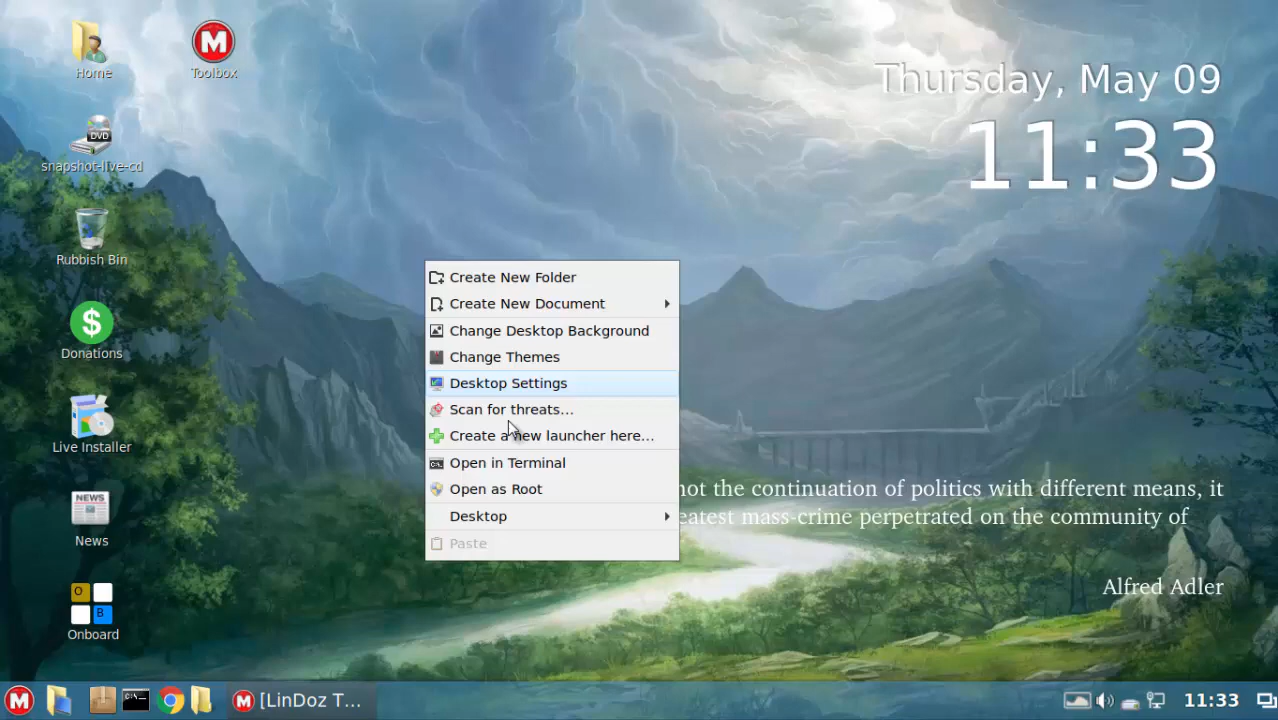 Home
Toolbox
snapshot-live-cd
Rubbish Bin
Donations
Live Installer
NEWS
News
O
B
Onboard
Thursday, May 09
11:33
Create New Folder
Create New Document
Change Desktop Background
Change Themes
Desktop Settings
Scan for threats...
Create a new launcher here...
Open in Terminal
Open as Root
Desktop
Paste
not the continuation of politics with different means, it
eatest mass-crime perpetrated on the community of
Alfred Adler
M
DVD
$
M
M
[LinDoz T...
11:33